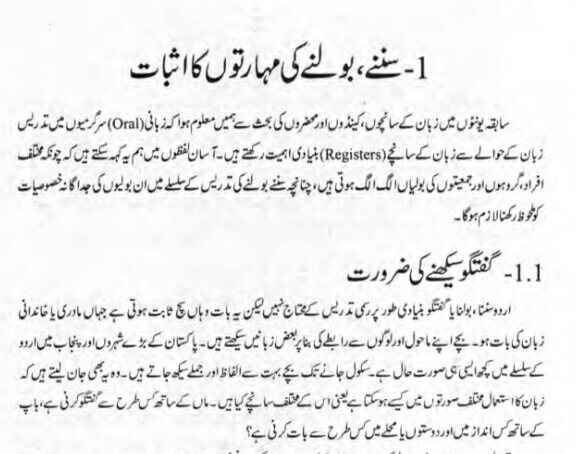 1- سننے، بولنے کی مہارتوں کا اثبات
سابقہ یونٹوں میں زبان کے سانچوں، کینڈوں اور محضروں کی بحث سے ہمیں معلوم ہوا کہ زبانی (Oral) سرگرمیوں میں تدریس
زبان کے حوالے سے زبان کے سانچے (Registers) بنیادی اہمیت رکھتے ہیں۔ آسان لفظوں میں ہم یہ کہہ سکتے ہیں کہ چونکہ مختلف
افراد، گروہوں اور جمعیتوں کی بولیاں الگ الگ ہوتی ہیں، چنانچہ سننے بولنے کی تدریس کے سلسلے میں ان بولیوں کی جداگانہ خصوصیات
کو ملحوظ رکھنا لازم ہوگا۔
1.1- گفتگو سیکھنے کی ضرورت
اردو سننا، بولنا یا گفتگو بنیادی طور پر رسمی تدریس کے محتاج نہیں لیکن یہ بات وہاں سچ ثابت ہوتی ہے جہاں مادری یا خاندانی
زبان کی بات ہو۔ بچے اپنے ماحول اور لوگوں سے رابطے کی بنا پر بعض زبانیں سیکھتے ہیں۔ پاکستان کے بڑے شہروں اور پنجاب میں اردو
کے سلسلے میں کچھ ایسی ہی صورت حال ہے۔ سکول جانے تک بچے بہت سے الفاظ اور جملے سیکھ جاتے ہیں۔ وہ یہ بھی جان لیتے ہیں کہ
زبان کا استعمال مختلف صورتوں میں کیسے ہو سکتا ہے یعنی اس کے مختلف سانچے کیا ہیں۔ ماں کے ساتھ کس طرح سے گفتگو کرنی ہے، باپ
کے ساتھ کس انداز میں اور دوستوں یا محلے میں کس طرح سے بات کرنی ہے؟